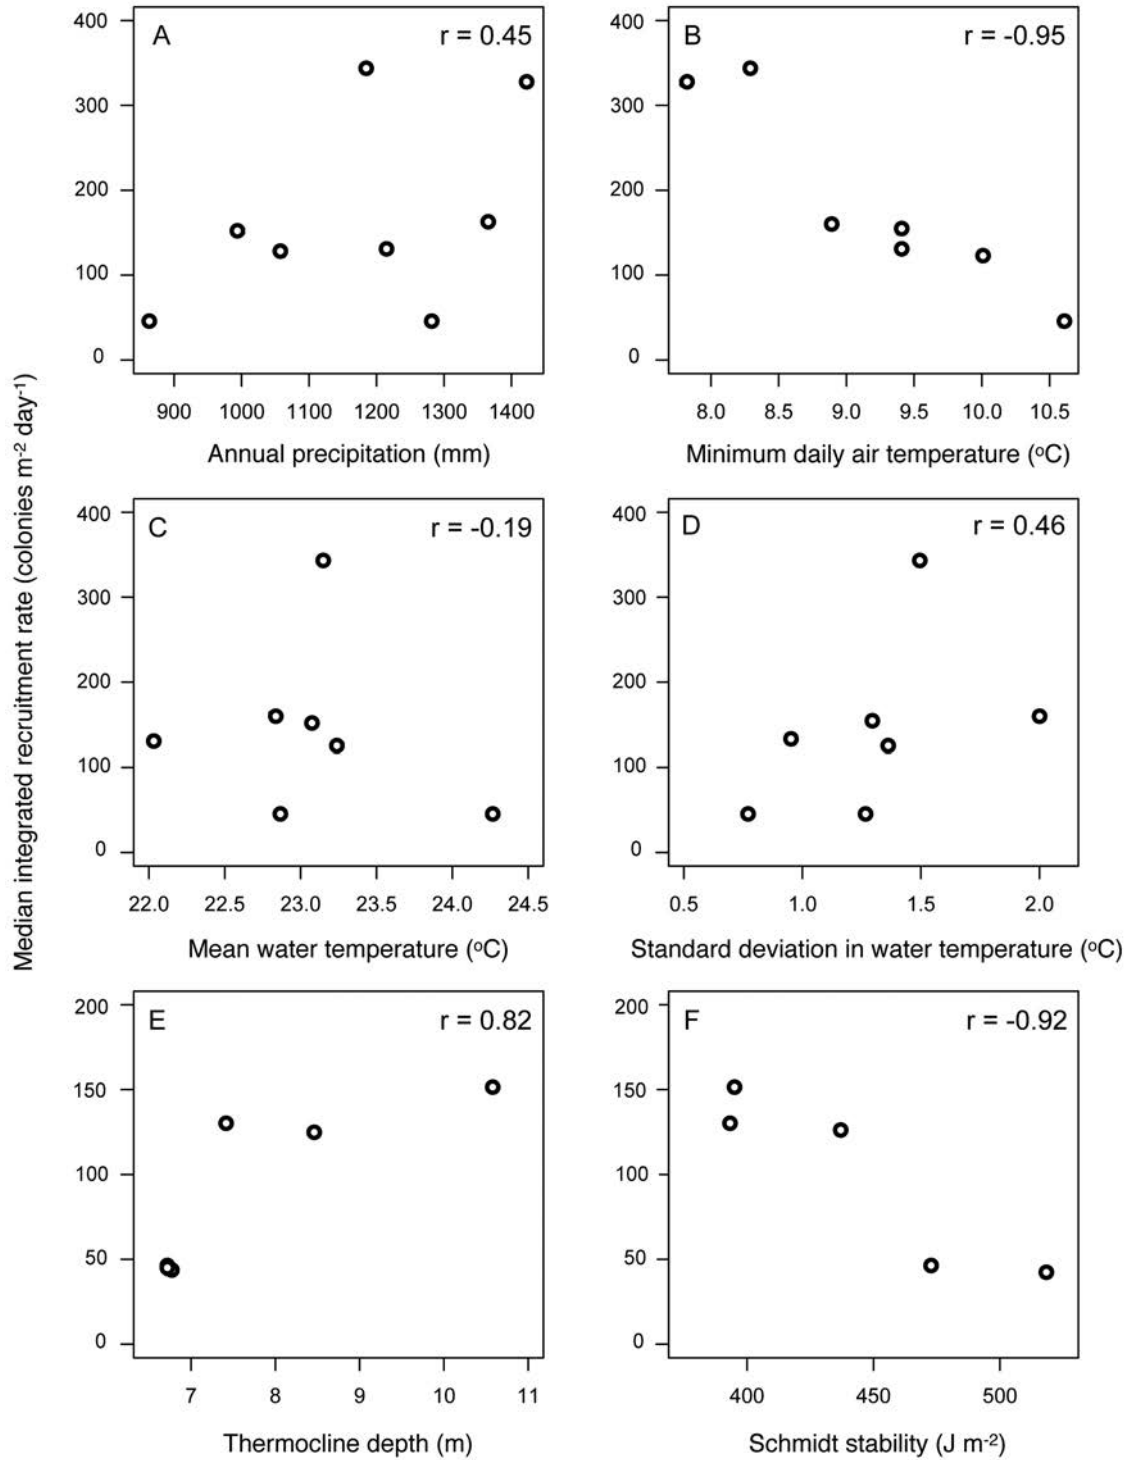 Median integrated recruitment rate (colonies m-2 day-1)
A
r = 0.45
400
300
200
100
0
900 1000 1100 1200 1300 1400
Annual precipitation (mm)
B
r = -0.95
400
300
200
100
0
8.0 8.5 9.0 9.5 10.0 10.5
Minimum daily air temperature (oC)
C
r = -0.19
400
300
200
100
0
22.0 22.5 23.0 23.5 24.0 24.5
Mean water temperature (oC)
D
r = 0.46
400
300
200
100
0
0.5 1.0 1.5 2.0
Standard deviation in water temperature (oC)
E
r = 0.82
200
150
100
50
0
7 8 9 10 11
Thermocline depth (m)
F
r = -0.92
200
150
100
50
0
400 450 500
Schmidt stability (J m-2)